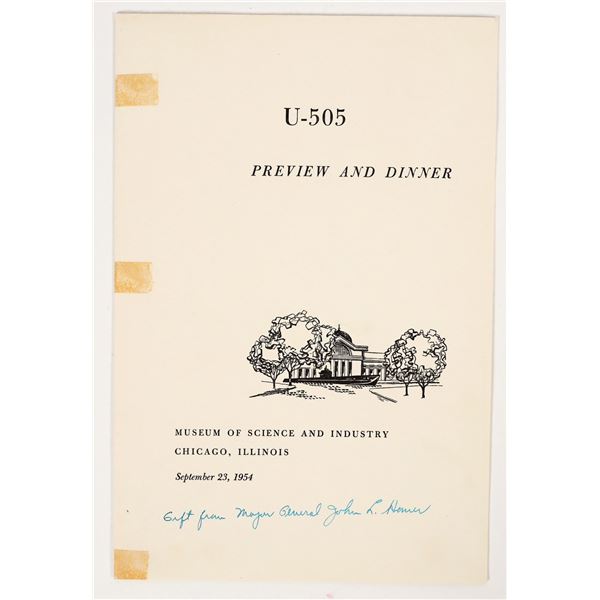 U-505
PREVIEW AND DINNER
MUSEUM OF SCIENCE AND INDUSTRY
CHICAGO, ILLINOIS
September 23, 1954
Gift from Major General John L. Homer